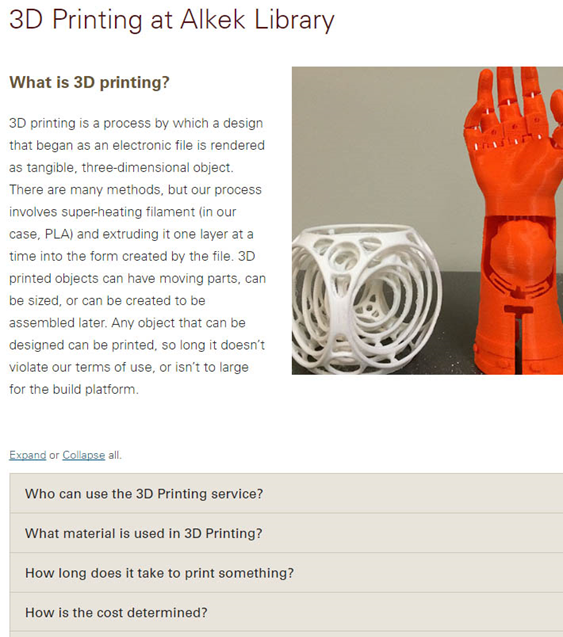 3D Printing at Alkek Library
What is 3D printing?
3D printing is a process by which a design
that began as an electronic file is rendered
as tangible, three-dimensional object.
There are many methods, but our process
involves super-heating filament (in our
case, PLA) and extruding it one layer at a
time into the form created by the file. 3D
printed objects can have moving parts, can
be sized, or can be created to be
assembled later. Any object that can be
designed can be printed, so long it doesn't
violate our terms of use, or isn't to large
for the build platform.
Expand or Collapse all.
Who can use the 3D Printing service?
What material is used in 3D Printing?
How long does it take to print something?
How is the cost determined?